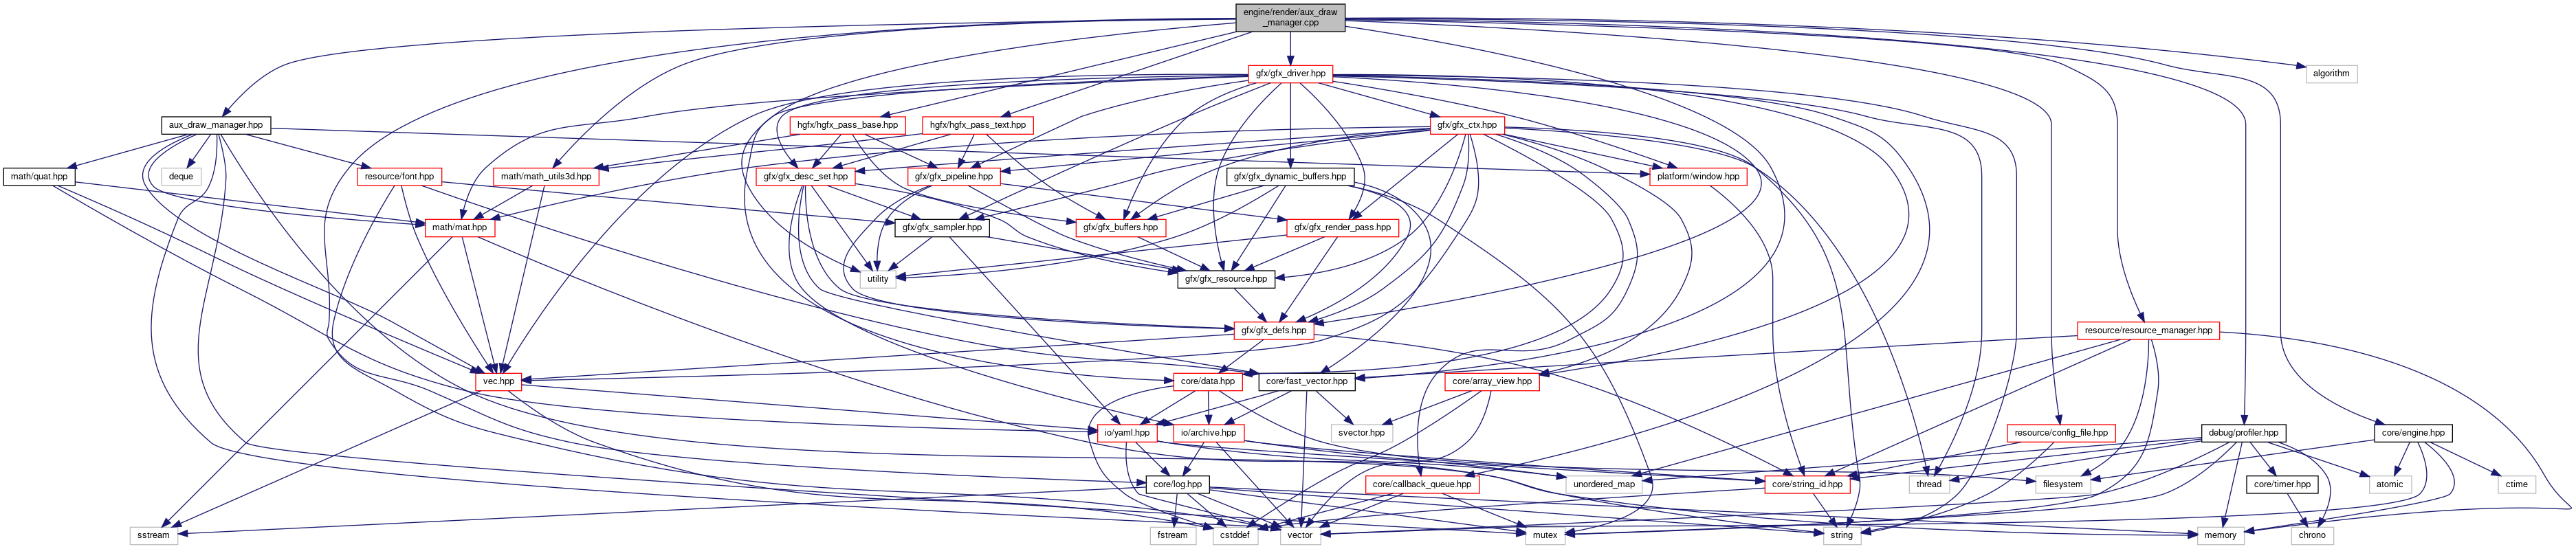 engine/render/aux_draw
_manager.cpp
algorithm
gfx/gfx_driver.hpp
aux_draw_manager.hpp
hgfx/hgfx_pass_base.hpp
hgfx/hgfx_pass_text.hpp
gfx/gfx_ctx.hpp
math/quat.hpp
deque
resource/font.hpp
math/math_utils3d.hpp
gfx/gfx_desc_set.hpp
gfx/gfx_pipeline.hpp
gfx/gfx_dynamic_buffers.hpp
platform/window.hpp
math/mat.hpp
gfx/gfx_sampler.hpp
gfx/gfx_buffers.hpp
gfx/gfx_render_pass.hpp
utility
gfx/gfx_resource.hpp
gfx/gfx_defs.hpp
resource/resource_manager.hpp
vec.hpp
core/data.hpp
core/fast_vector.hpp
core/array_view.hpp
io/yaml.hpp
io/archive.hpp
svector.hpp
resource/config_file.hpp
debug/profiler.hpp
core/engine.hpp
core/log.hpp
core/callback_queue.hpp
unordered_map
core/string_id.hpp
thread
filesystem
core/timer.hpp
atomic
ctime
sstream
fstream
cstddef
vector
mutex
string
memory
chrono